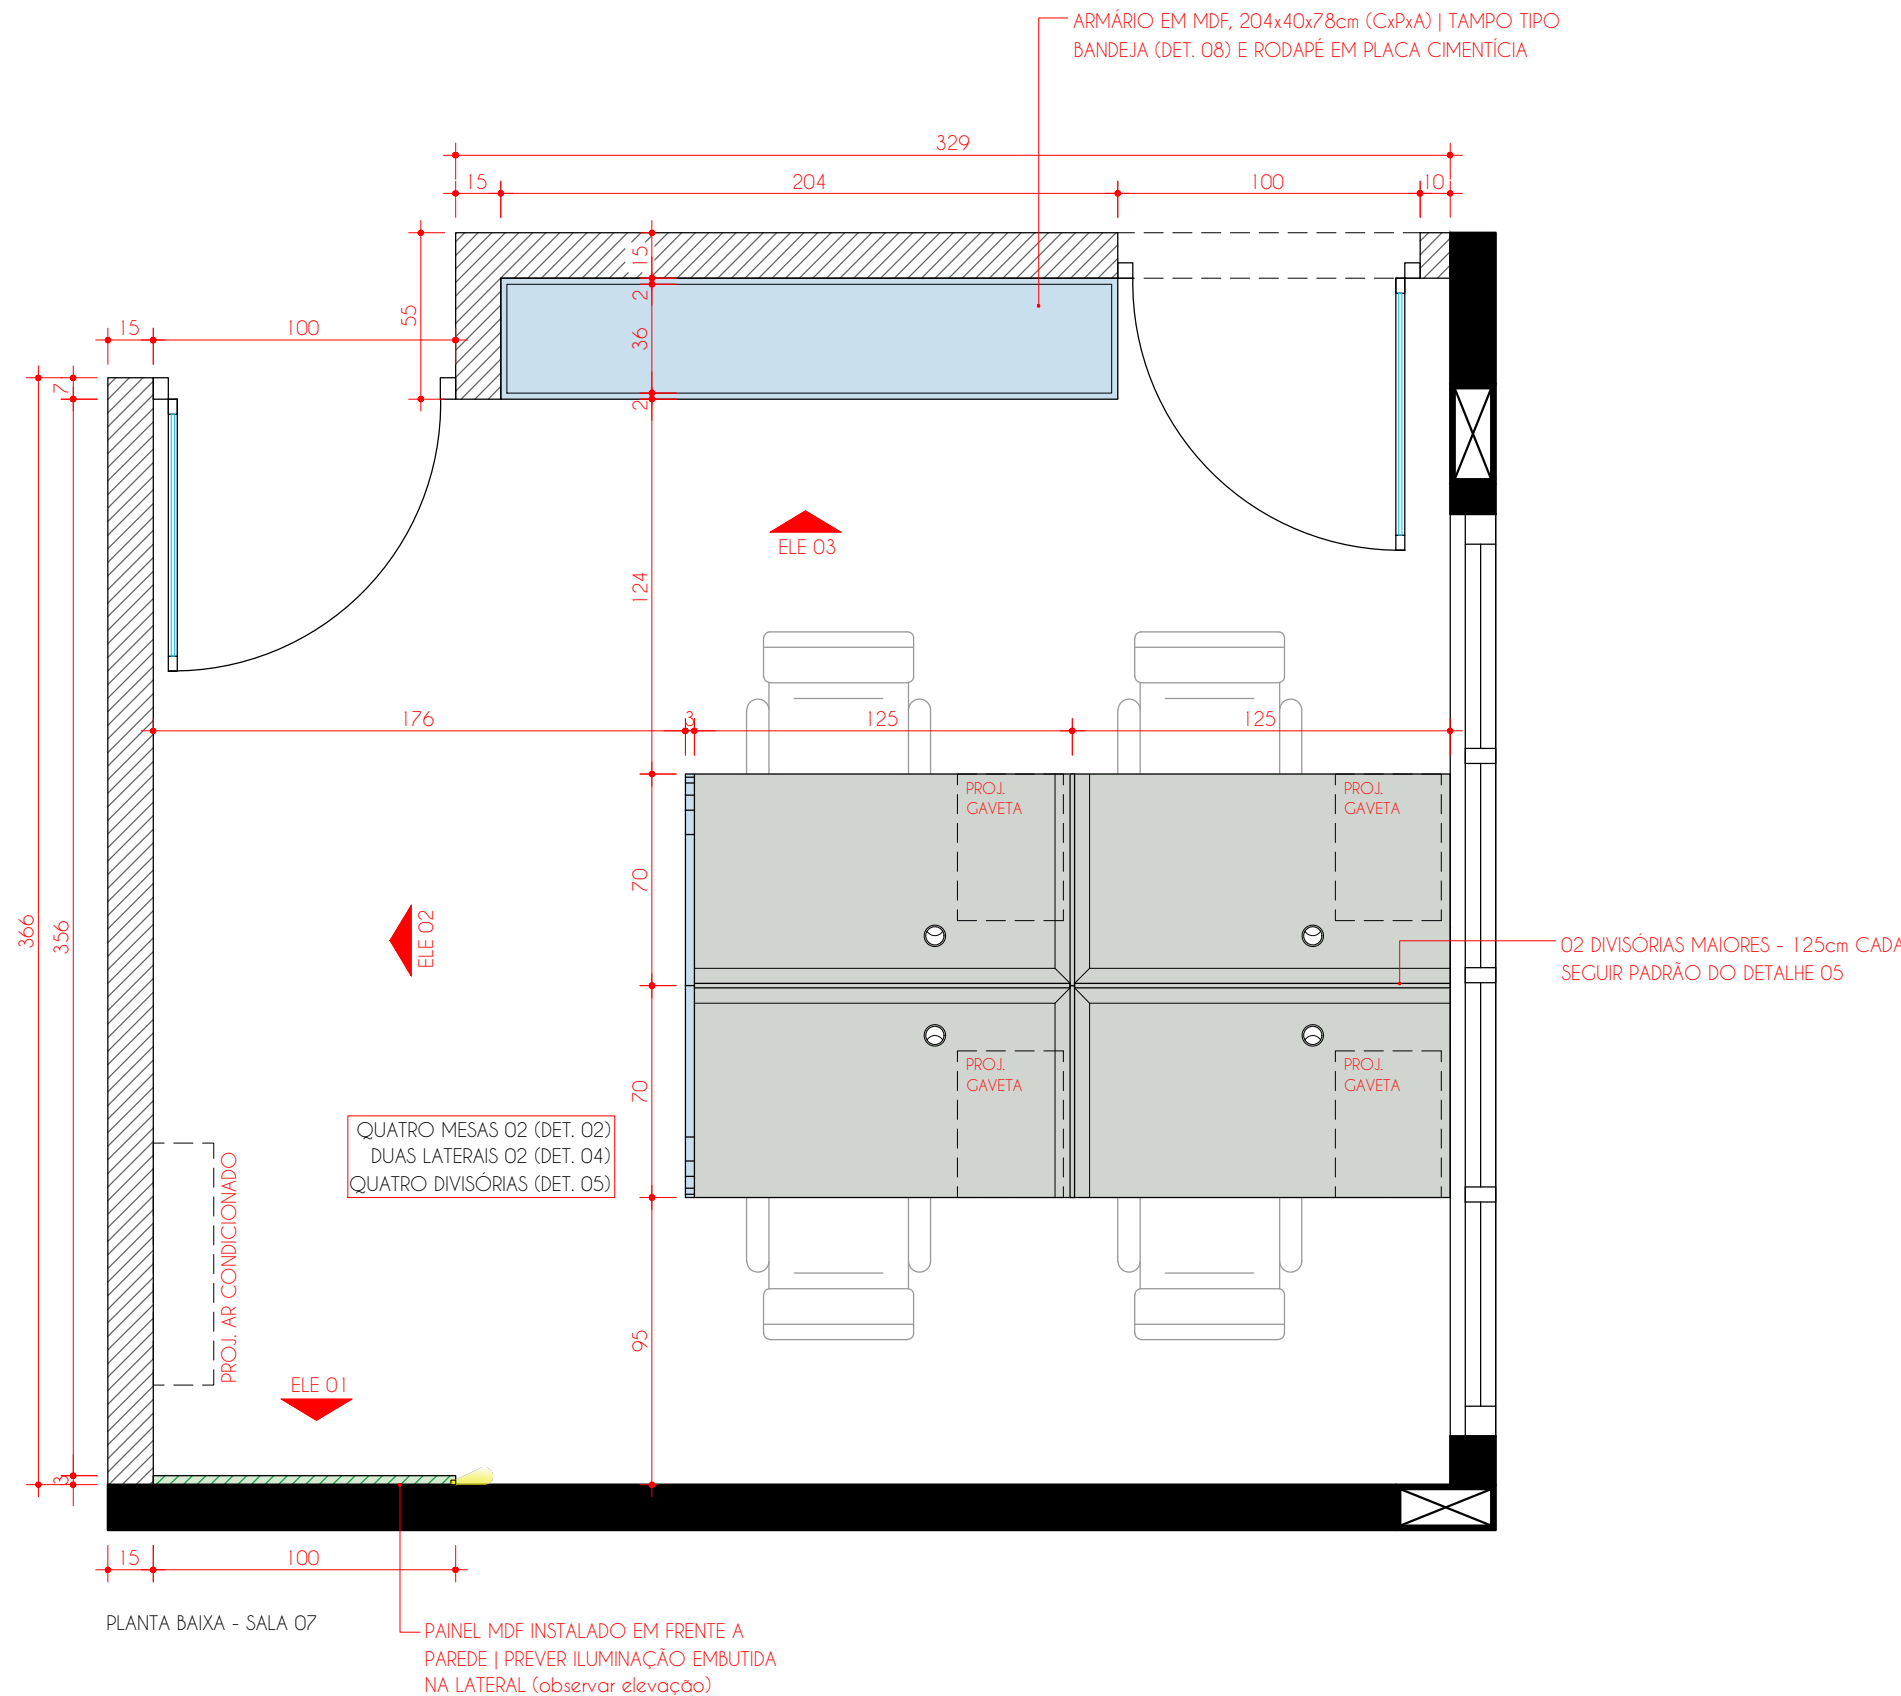 ARMÁRIO EM MDF, 204x40x78cm (CxPxA) | TAMPO TIPO
BANDEJA (DET. 08) E RODAPÉ EM PLACA CIMENTÍCIA
329
15
204
100
10
15
2
36
2
55
15
100
7
366
356
3
ELE 03
124
176
3
125
125
PROJ.
GAVETA
PROJ.
GAVETA
70
ELE 02
02 DIVISÓRIAS MAIORES - 125cm CADA
SEGUIR PADRÃO DO DETALHE 05
PROJ.
GAVETA
PROJ.
GAVETA
70
QUATRO MESAS 02 (DET. 02)
DUAS LATERAIS 02 (DET. 04)
QUATRO DIVISÓRIAS (DET. 05)
PROJ. AR CONDICIONADO
95
ELE 01
15
100
PLANTA BAIXA - SALA 07
PAINEL MDF INSTALADO EM FRENTE A
PAREDE | PREVER ILUMINAÇÃO EMBUTIDA
NA LATERAL (observar elevação)